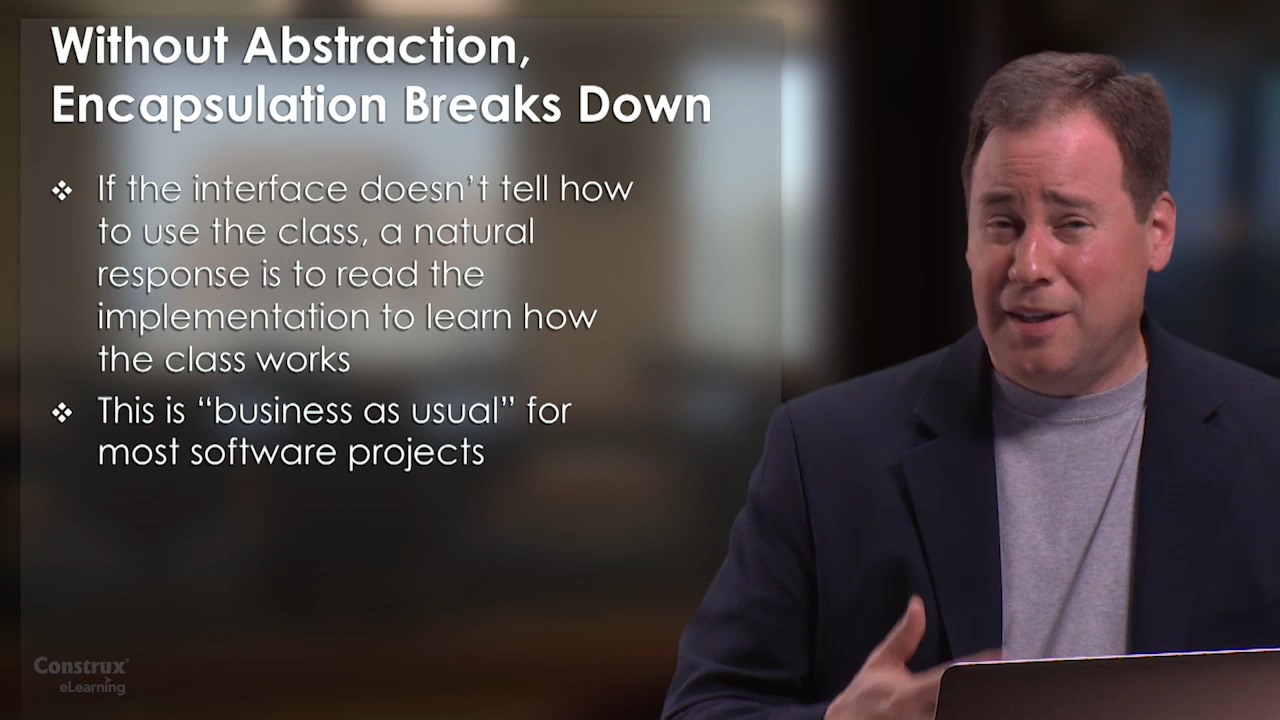 Without Abstraction,
Encapsulation Breaks Down
❖ If the interface doesn't tell how
to use the class, a natural
response is to read the
implementation to learn how
the class works
❖ This is “business as usual” for
most software projects
Construx®
eLearning